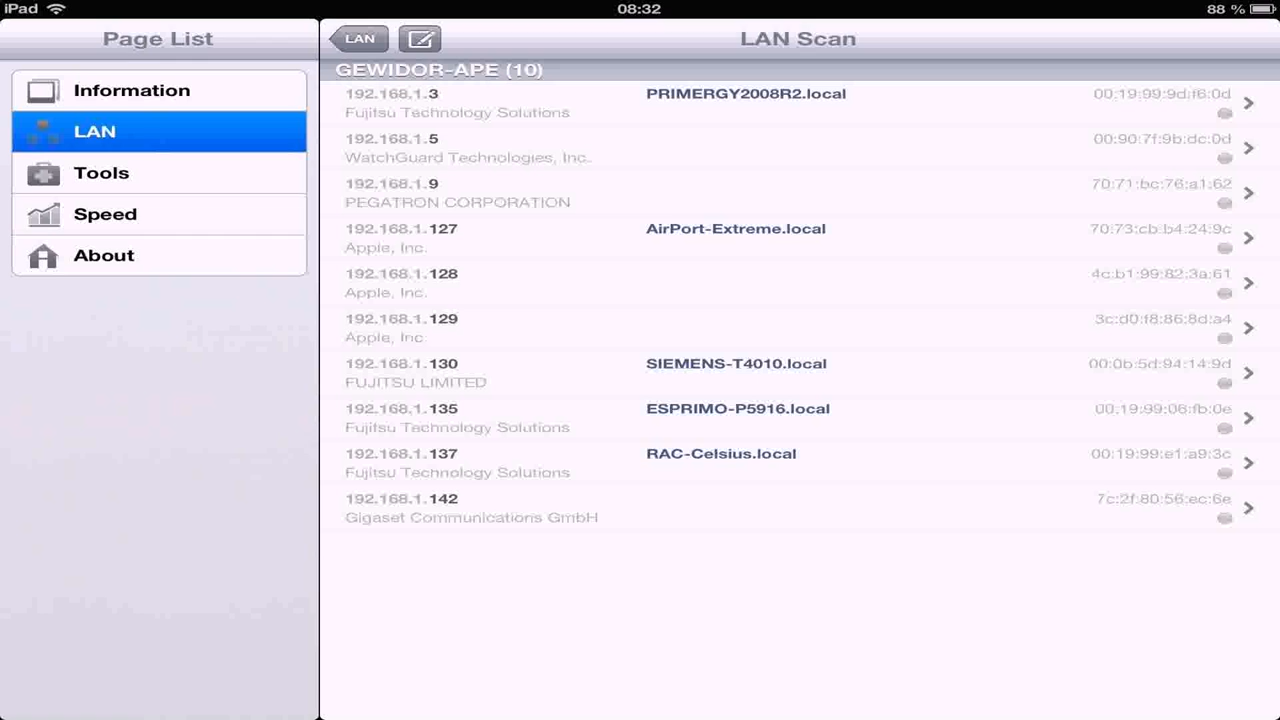 iPad 08:32 88 %
Page List
Information
LAN
Tools
Speed
About
LAN LAN Scan
GEWIDOR-APE (10)
192.168.1.3 PRIMERGY2008R2.local 00:19:99:9d:f6:0d
Fujitsu Technology Solutions
192.168.1.5 00:90:7f:9b:dc:0d
WatchGuard Technologies, Inc.
192.168.1.9 70:71:bc:76:a1:62
PEGATRON CORPORATION
192.168.1.127 AirPort-Extreme.local 70:73:cb:b4:24:9c
Apple, Inc.
192.168.1.128 4c:b1:99:82:3a:61
Apple, Inc.
192.168.1.129 3c:d0:f8:86:8d:a4
Apple, Inc
192.168.1.130 SIEMENS-T4010.local 00:0b:5d:94:14:9d
FUJITSU LIMITED
192.168.1.135 ESPRIMO-P5916.local 00:19:99:06:fb:0e
Fujitsu Technology Solutions
192.168.1.137 RAC-Celsius.local 00:19:99:e1:a9:3c
Fujitsu Technology Solutions
192.168.1.142 7c:2f:80:56:ec:6e
Gigaset Communications GmbH